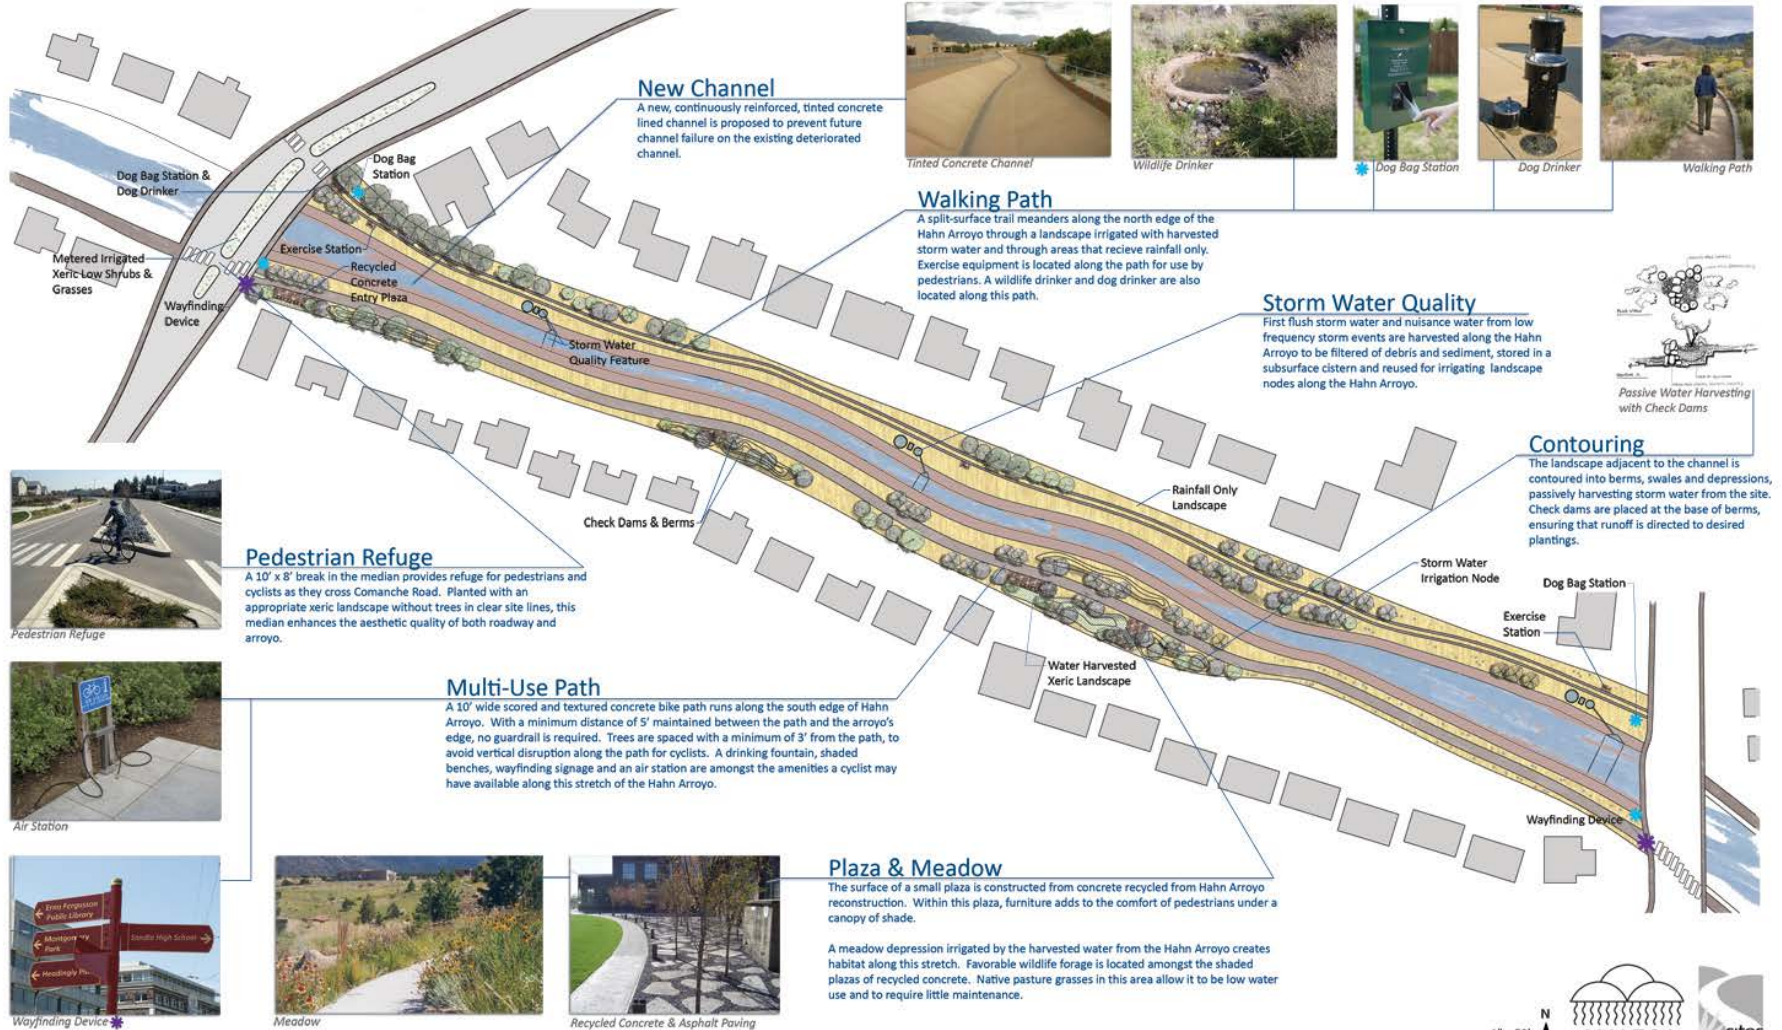 New Channel
A new, continuously reinforced, tinted concrete
lined channel is proposed to prevent future
channel failure on the existing deteriorated
channel.
Tinted Concrete Channel
Wildlife Drinker
Dog Bag Station
Dog Drinker
Walking Path
Dog Bag Station &
Dog Drinker
Dog Bag
Station
Exercise Station
Metered Irrigated
Xeric Low Shrubs &
Grasses
Recycled
Concrete
Entry Plaza
Wayfinding
Device
Storm Water
Quality Feature
Walking Path
A split-surface trail meanders along the north edge of the
Hahn Arroyo through a landscape irrigated with harvested
storm water and through areas that recieve rainfall only.
Exercise equipment is located along the path for use by
pedestrians. A wildlife drinker and dog drinker are also
located along this path.
Storm Water Quality
First flush storm water and nuisance water from low
frequency storm events are harvested along the Hahn
Arroyo to be filtered of debris and sediment, stored in a
subsurface cistern and reused for irrigating landscape
nodes along the Hahn Arroyo.
Passive Water Harvesting
with Check Dams
Contouring
The landscape adjacent to the channel is
contoured into berms, swales and depressions,
passively harvesting storm water from the site.
Check dams are placed at the base of berms,
ensuring that runoff is directed to desired
plantings.
Rainfall Only
Landscape
Check Dams & Berms
Storm Water
Irrigation Node
Dog Bag Station
Exercise
Station
Water Harvested
Xeric Landscape
Wayfinding Device
Pedestrian Refuge
Pedestrian Refuge
A 10' x 8' break in the median provides refuge for pedestrians and
cyclists as they cross Comanche Road. Planted with an
appropriate xeric landscape without trees in clear site lines, this
median enhances the aesthetic quality of both roadway and
arroyo.
Air Station
Multi-Use Path
A 10' wide scored and textured concrete bike path runs along the south edge of Hahn
Arroyo. With a minimum distance of 5' maintained between the path and the arroyo's
edge, no guardrail is required. Trees are spaced with a minimum of 3' from the path, to
avoid vertical disruption along the path for cyclists. A drinking fountain, shaded
benches, wayfinding signage and an air station are amongst the amenities a cyclist may
have available along this stretch of the Hahn Arroyo.
Erna Fergusson
Public Library
Montgomery
Park
Sandia High School
Wayfinding Device
Meadow
Recycled Concrete & Asphalt Paving
Plaza & Meadow
The surface of a small plaza is constructed from concrete recycled from Hahn Arroyo
reconstruction. Within this plaza, furniture adds to the comfort of pedestrians under a
canopy of shade.
A meadow depression irrigated by the harvested water from the Hahn Arroyo creates
habitat along this stretch. Favorable wildlife forage is located amongst the shaded
plazas of recycled concrete. Native pasture grasses in this area allow it to be low water
use and to require little maintenance.
N